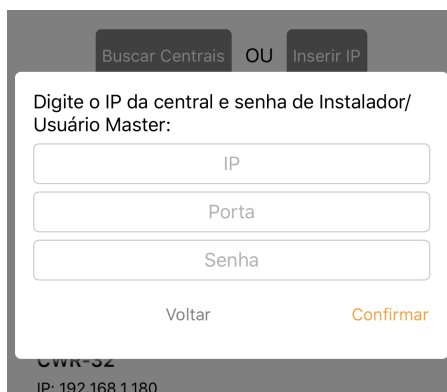 Buscar Centrais OU Inserir IP
Digite o IP da central e senha de Instalador/
Usuário Master:
IP
Porta
Senha
Voltar Confirmar
CWR-32
IP: 192.168.1.180